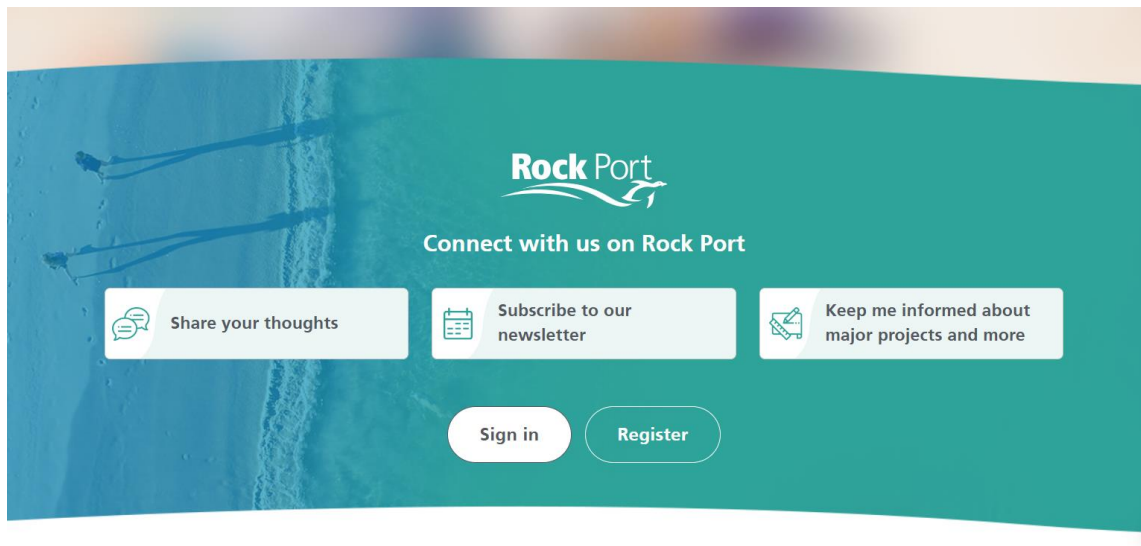 Rock Port
Connect with us on Rock Port
Share your thoughts
Subscribe to our
newsletter
Keep me informed about
major projects and more
Sign in
Register